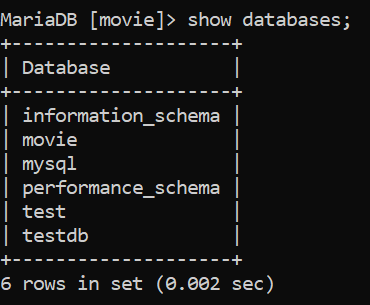 MariaDB [movie]> show databases;
+--------------------+
| Database           |
+--------------------+
| information_schema |
| movie              |
| mysql              |
| performance_schema |
| test               |
| testdb             |
+--------------------+
6 rows in set (0.002 sec)